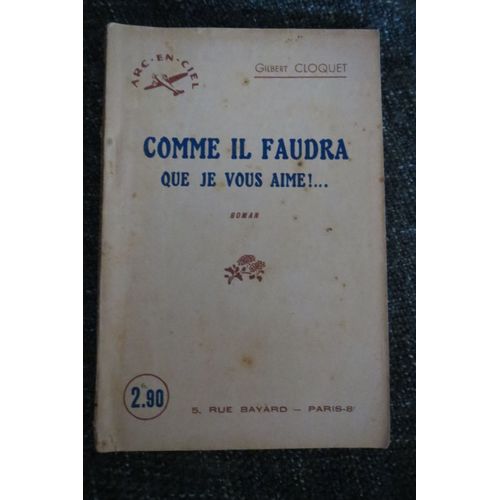 ARC-EN-CIEL
GILBERT CLOQUET
COMME IL FAUDRA
QUE JE VOUS AIME!...
ROMAN
2.90
5, RUE BAYARD — PARIS-8ᵉ